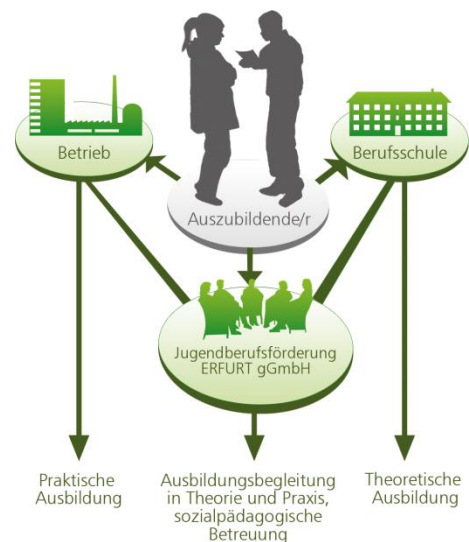 Betrieb
Berufsschule
Auszubildende/r
Jugendberufsförderung
ERFURT gGmbH
Praktische
Ausbildung
Ausbildungsbegleitung
in Theorie und Praxis,
sozialpädagogische
Betreuung
Theoretische
Ausbildung